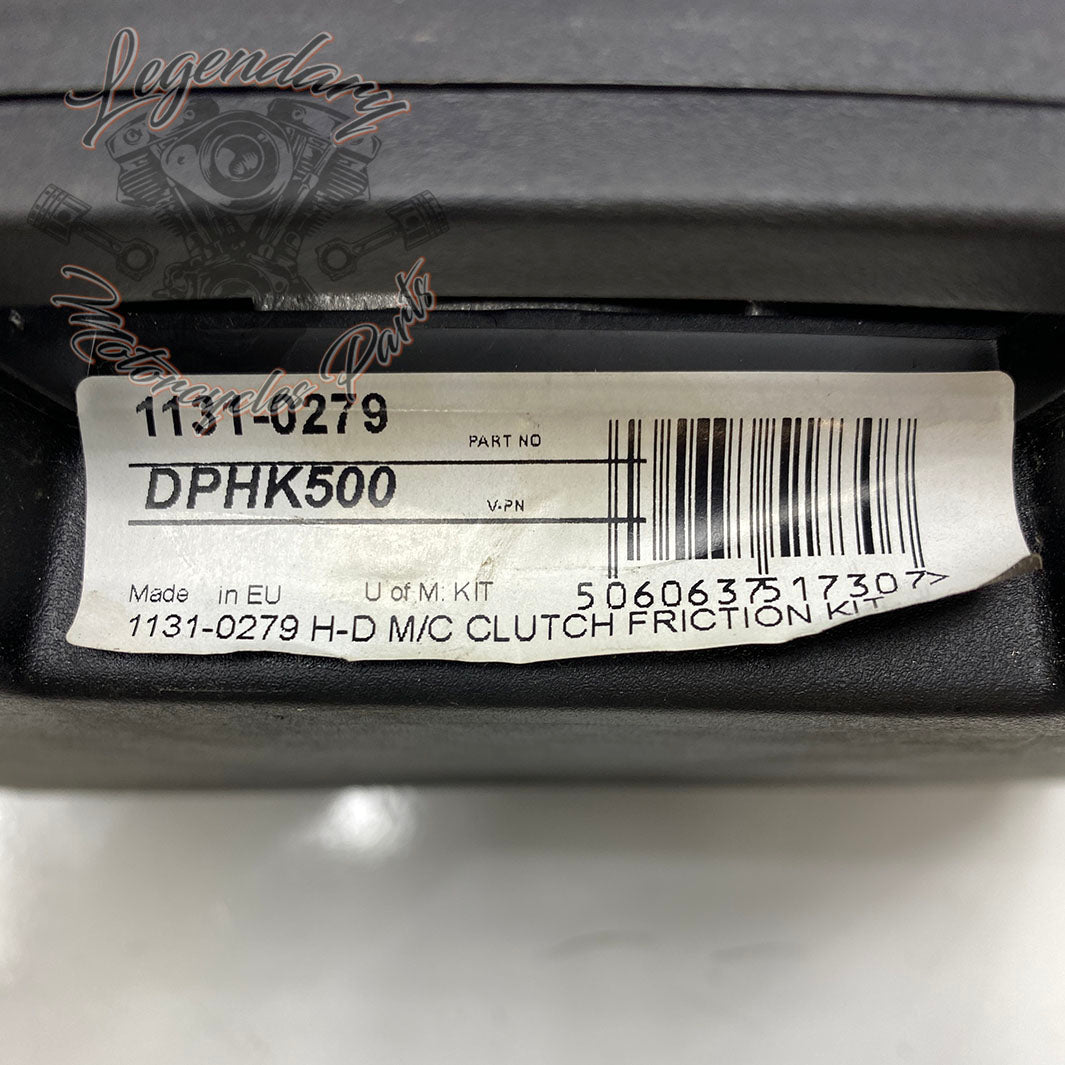 Legendary
Motorcycles Parts
1131-0279
PART NO
DPHK500
V-PN
Made in EU U of M: KIT
5060637517307>
1131-0279 H-D M/C CLUTCH FRICTION KIT